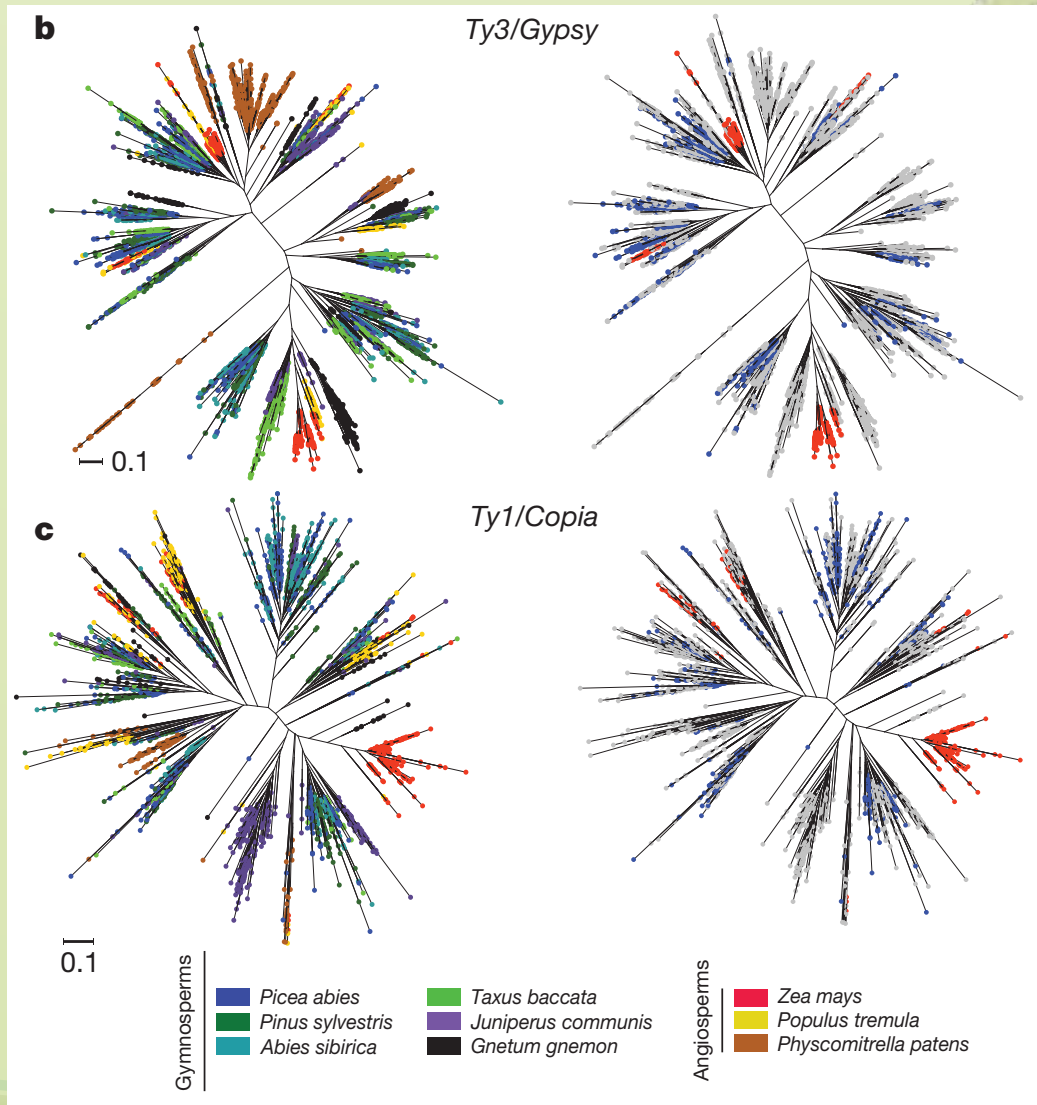 b
Ty3/Gypsy
0.1
c
Ty1/Copia
0.1
Gymnosperms
Picea abies
Pinus sylvestris
Abies sibirica
Taxus baccata
Juniperus communis
Gnetum gnemon
Angiosperms
Zea mays
Populus tremula
Physcomitrella patens